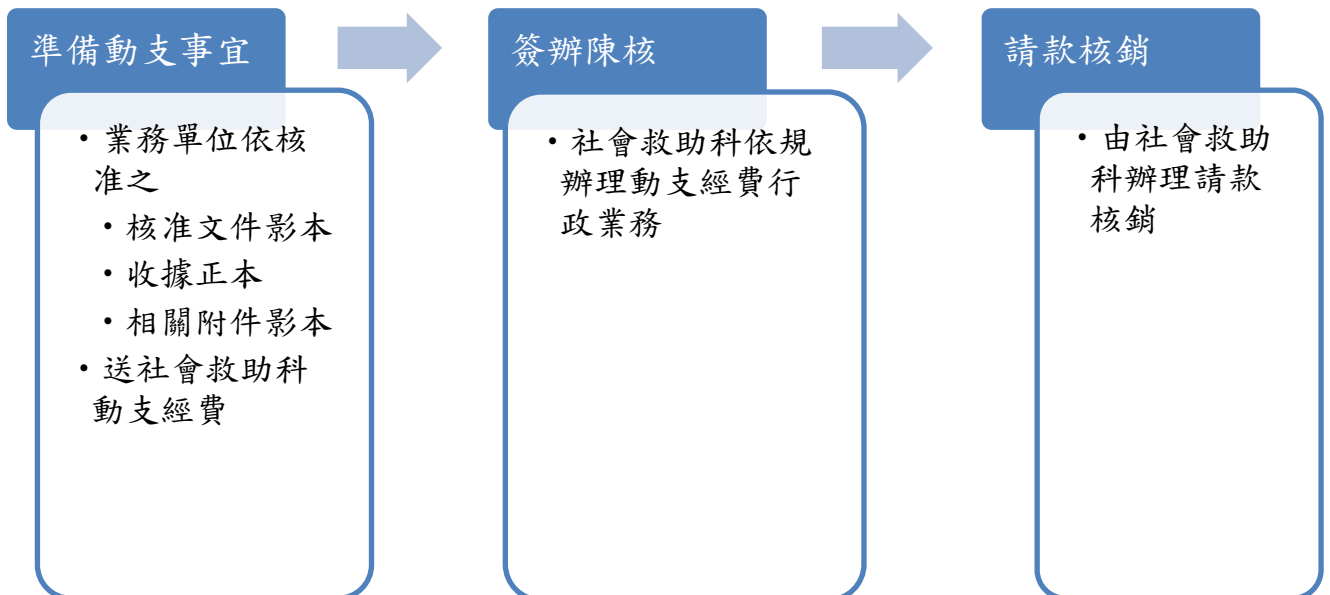 準備動支事宜
・業務單位依核
准之
・核准文件影本
・收據正本
・相關附件影本
・送社會救助科
動支經費
簽辦陳核
・社會救助科依規
辦理動支經費行
政業務
請款核銷
・由社會救助
科辦理請款
核銷